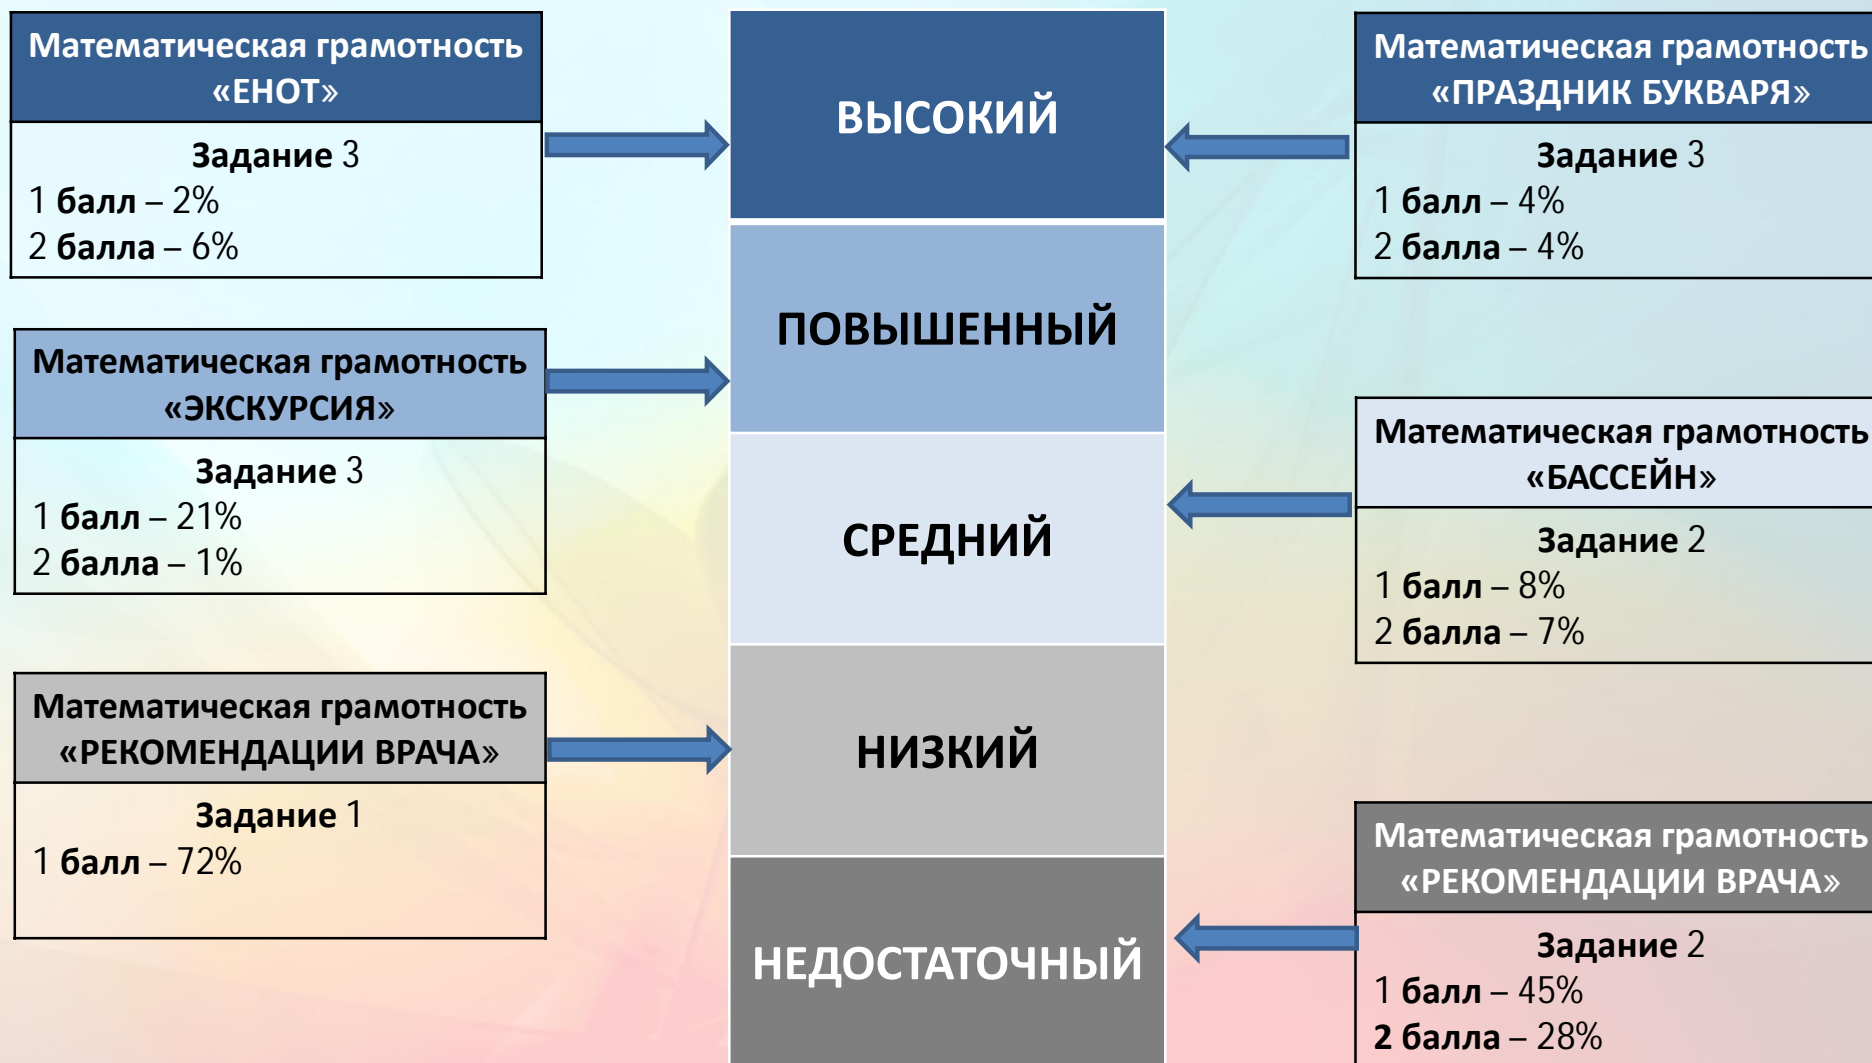 Математическая грамотность
«ЕНОТ»
Задание 3
1 балл – 2%
2 балла – 6%
Математическая грамотность
«ЭКСКУРСИЯ»
Задание 3
1 балл – 21%
2 балла – 1%
Математическая грамотность
«РЕКОМЕНДАЦИИ ВРАЧА»
Задание 1
1 балл – 72%
ВЫСОКИЙ
ПОВЫШЕННЫЙ
СРЕДНИЙ
НИЗКИЙ
НЕДОСТАТОЧНЫЙ
Математическая грамотность
«ПРАЗДНИК БУКВАРЯ»
Задание 3
1 балл – 4%
2 балла – 4%
Математическая грамотность
«БАССЕЙН»
Задание 2
1 балл – 8%
2 балла – 7%
Математическая грамотность
«РЕКОМЕНДАЦИИ ВРАЧА»
Задание 2
1 балл – 45%
2 балла – 28%